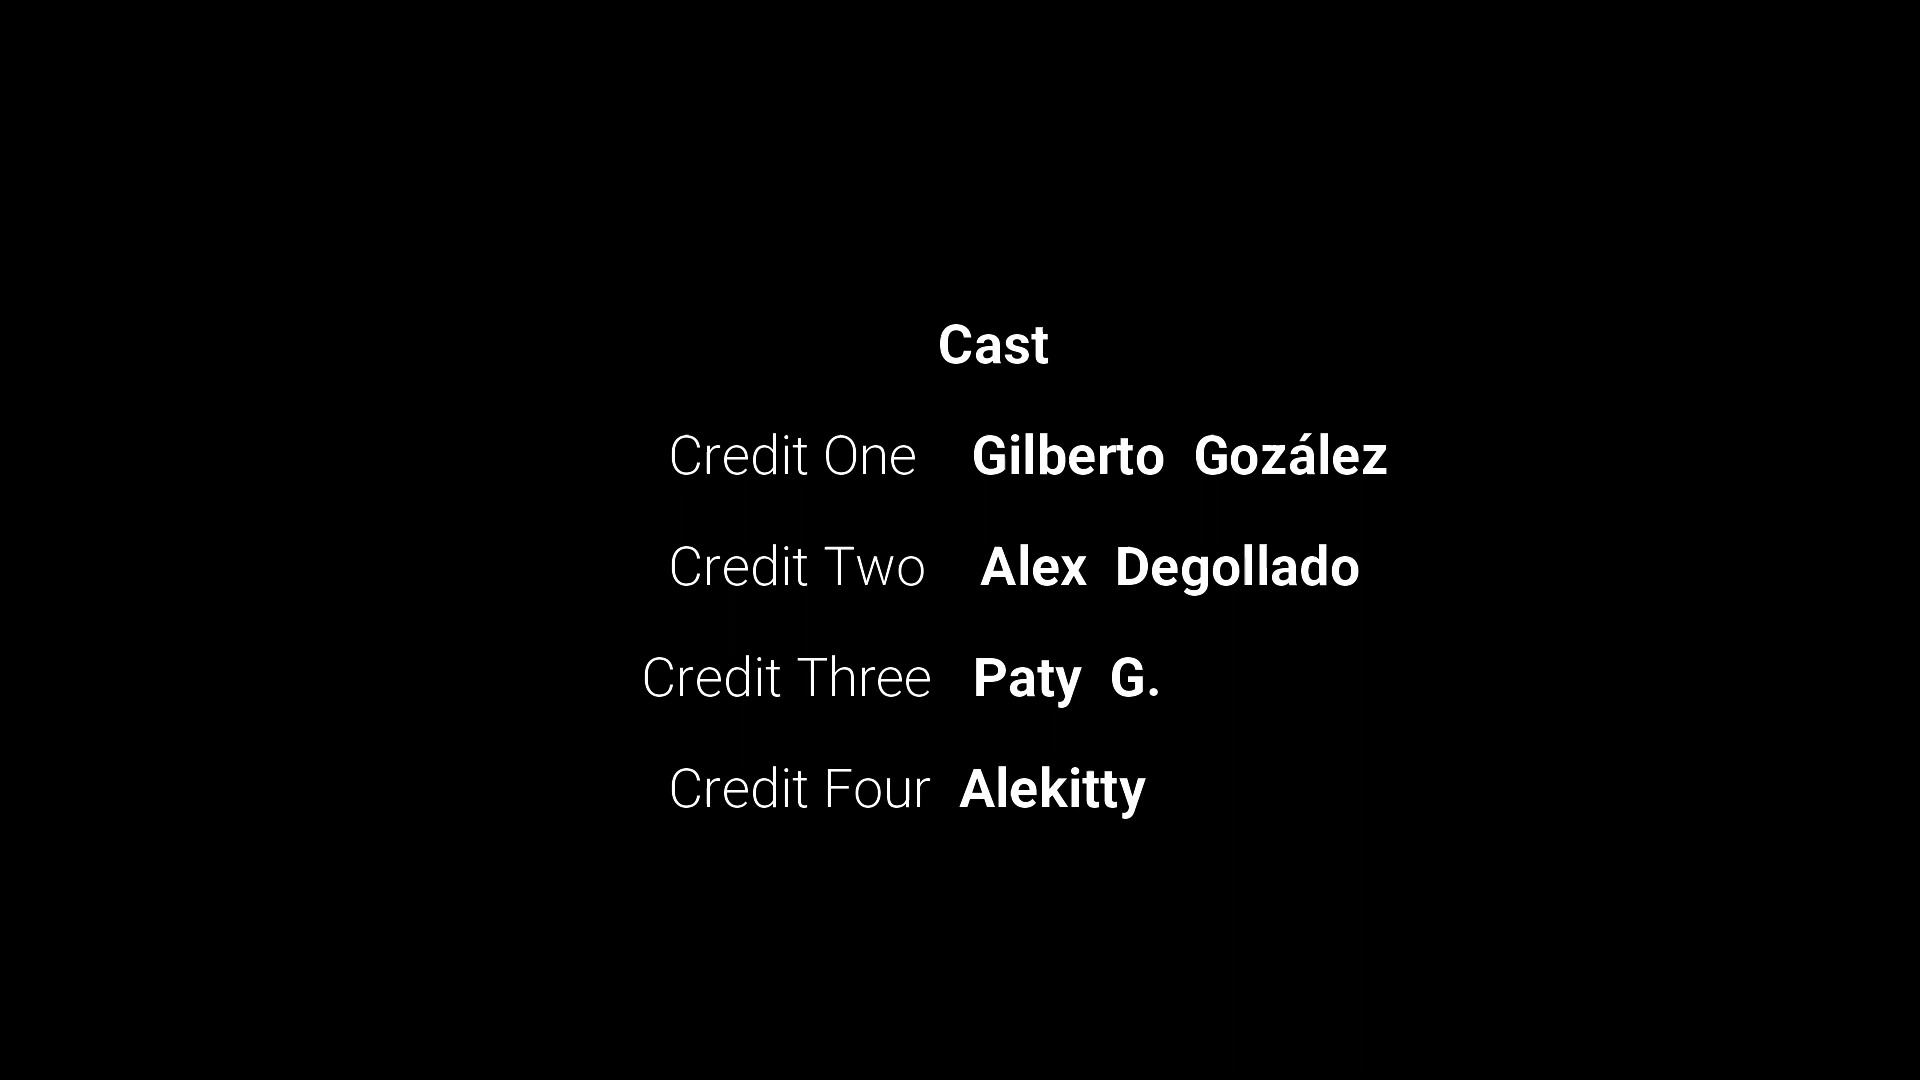 Cast
Credit One Gilberto Gozález
Credit Two Alex Degollado
Credit Three Paty G.
Credit Four Alekitty